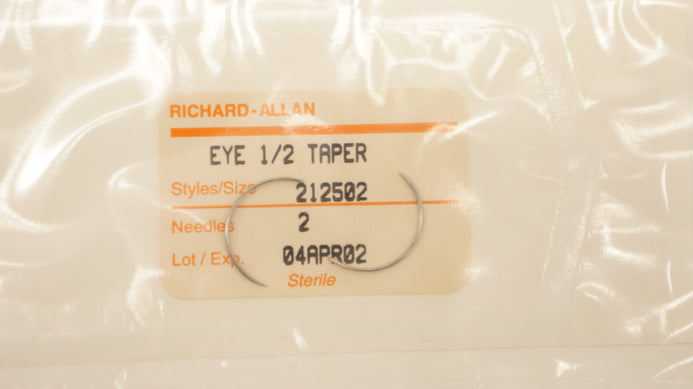 RICHARD-ALLAN
EYE 1/2 TAPER
Styles/Size 212502
Needles 2
Lot / Exp. 04APR02
Sterile